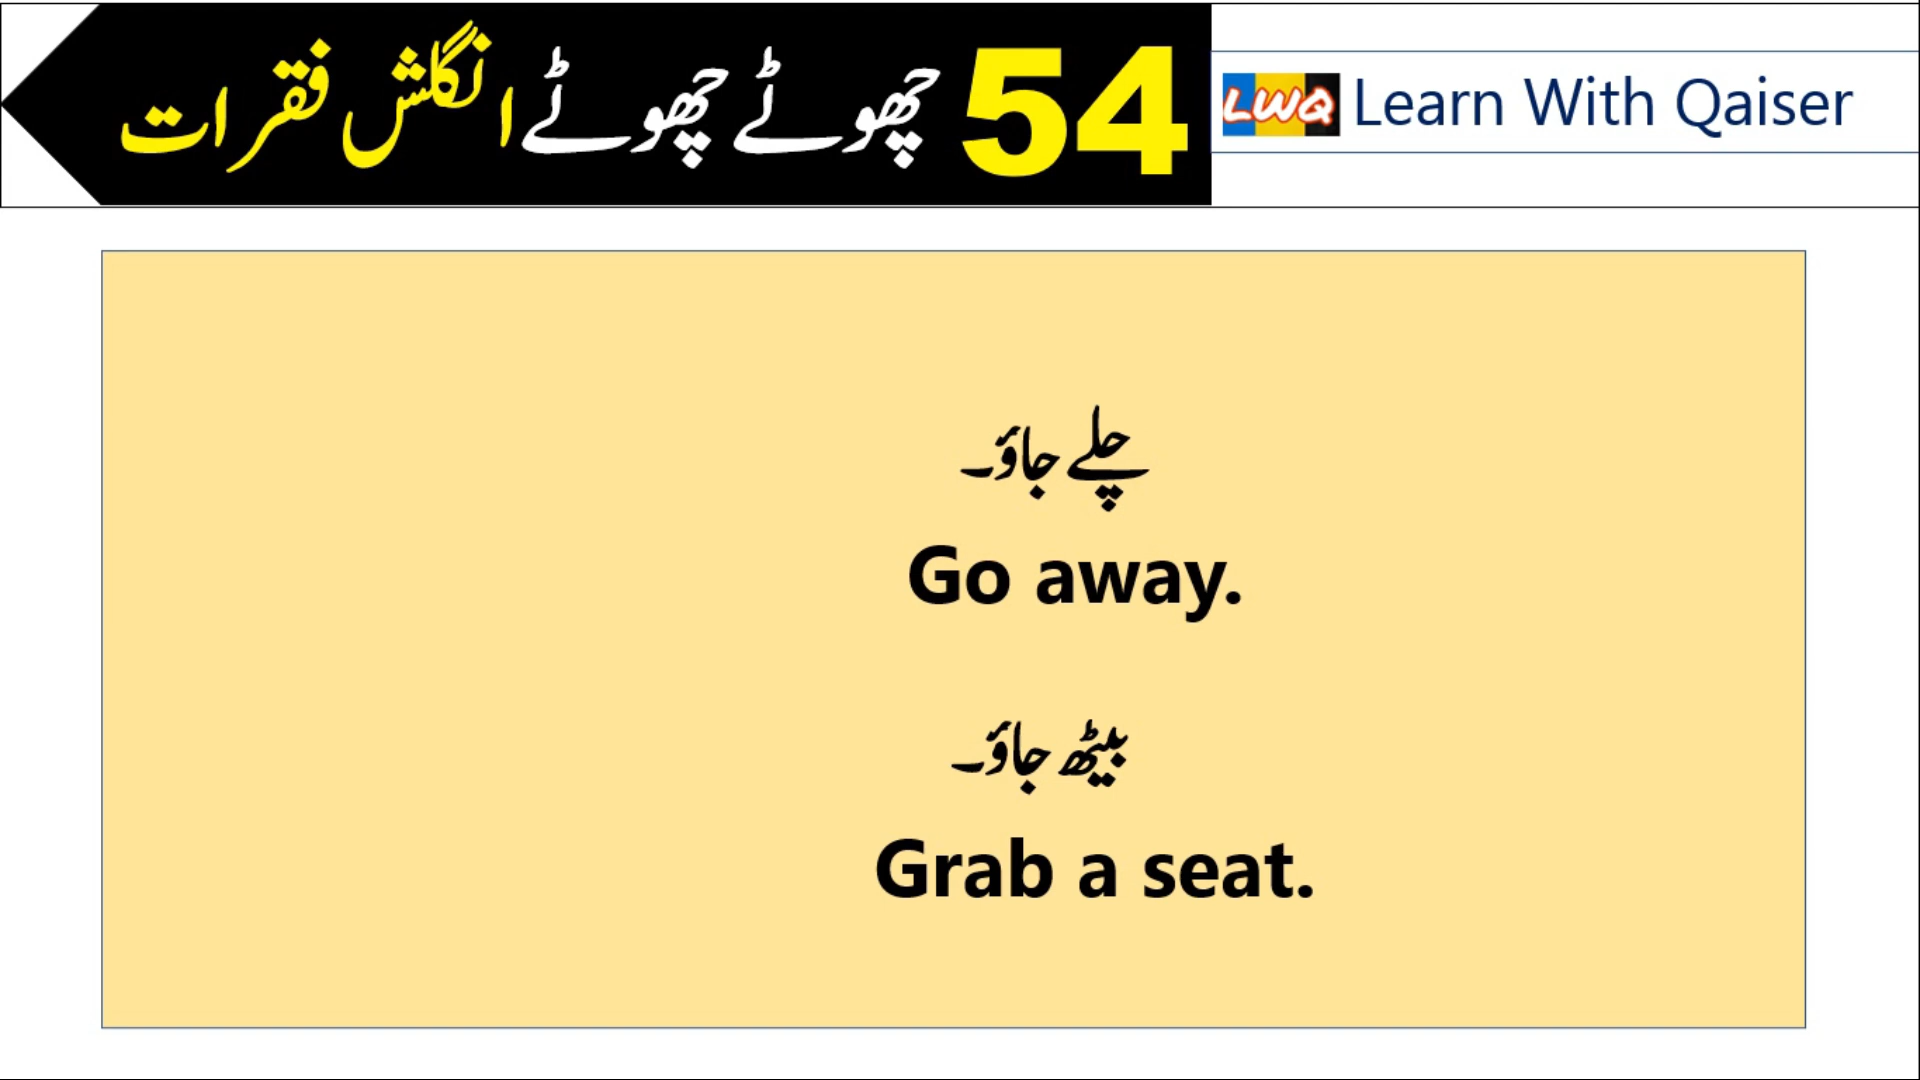 54 چھوٹے چھوٹے انگلش فقرات
LWQ Learn With Qaiser
چلے جاؤ۔
Go away.
بیٹھ جاؤ۔
Grab a seat.